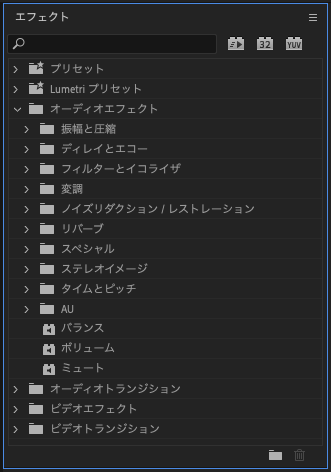 エフェクト
32
YUV
プリセット
Lumetri プリセット
オーディオエフェクト
振幅と圧縮
ディレイとエコー
フィルターとイコライザ
変調
ノイズリダクション / レストレーション
リバーブ
スペシャル
ステレオイメージ
タイムとピッチ
AU
バランス
ボリューム
ミュート
オーディオトランジション
ビデオエフェクト
ビデオトランジション